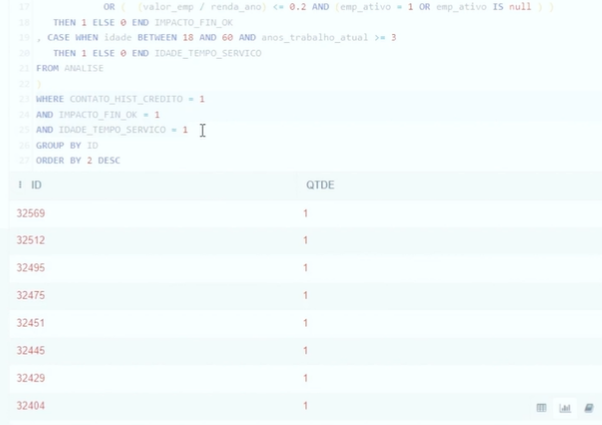 17 OR ( (valor_emp / renda_ano) <= 0.2 AND (emp_ativo = 1 OR emp_ativo IS null ) )
18 THEN 1 ELSE 0 END IMPACTO_FIN_OK
19 , CASE WHEN idade BETWEEN 18 AND 60 AND anos_trabalho_atual >= 3
20 THEN 1 ELSE 0 END IDADE_TEMPO_SERVICO
21 FROM ANALISE
22 )
23 WHERE CONTATO_HIST_CREDITO = 1
24 AND IMPACTO_FIN_OK = 1
25 AND IDADE_TEMPO_SERVICO = 1
26 GROUP BY ID
27 ORDER BY 2 DESC
ID QTDE
32569 1
32512 1
32495 1
32475 1
32451 1
32445 1
32429 1
32404 1